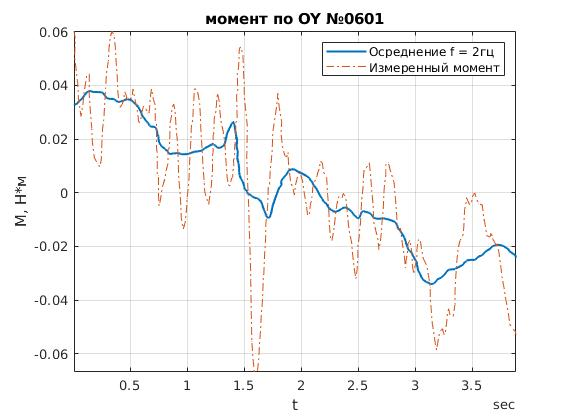 момент по OY №0601
Осреднение f = 2гц
Измеренный момент
М, Н*м
0.06
0.04
0.02
0
-0.02
-0.04
-0.06
0.5
1
1.5
2
2.5
3
3.5
t
sec